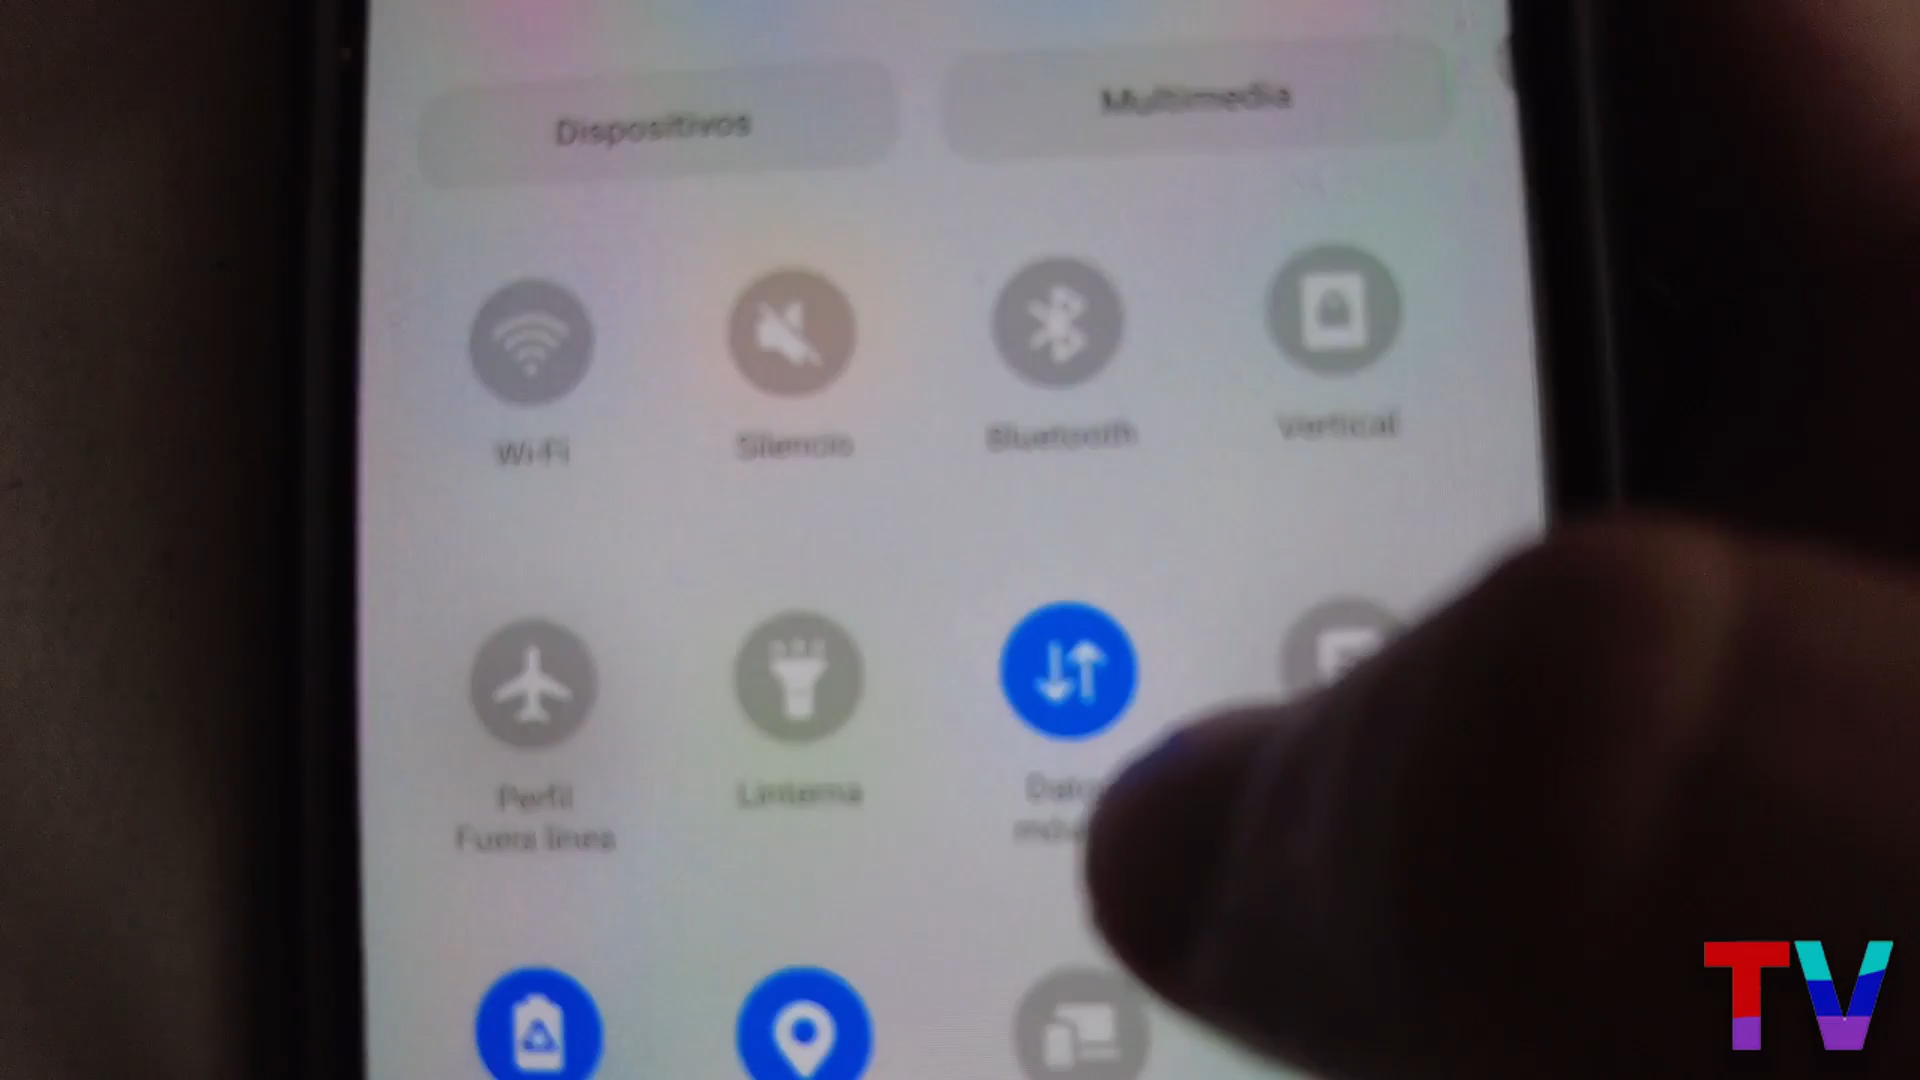 Dispositivos
Multimedia
Wi-Fi
Silencio
Bluetooth
Vertical
Perfil
Fuera línea
Linterna
TV